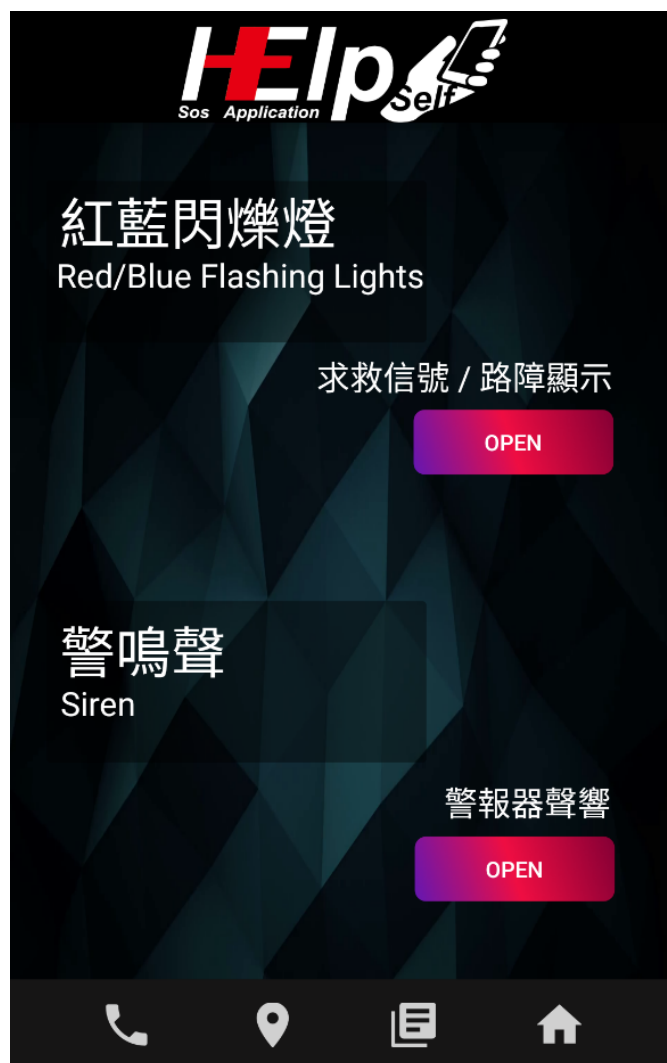 HElp
Self
Sos Application
紅藍閃爍燈
Red/Blue Flashing Lights
求救信號 / 路障顯示
OPEN
警鳴聲
Siren
警報器聲響
OPEN